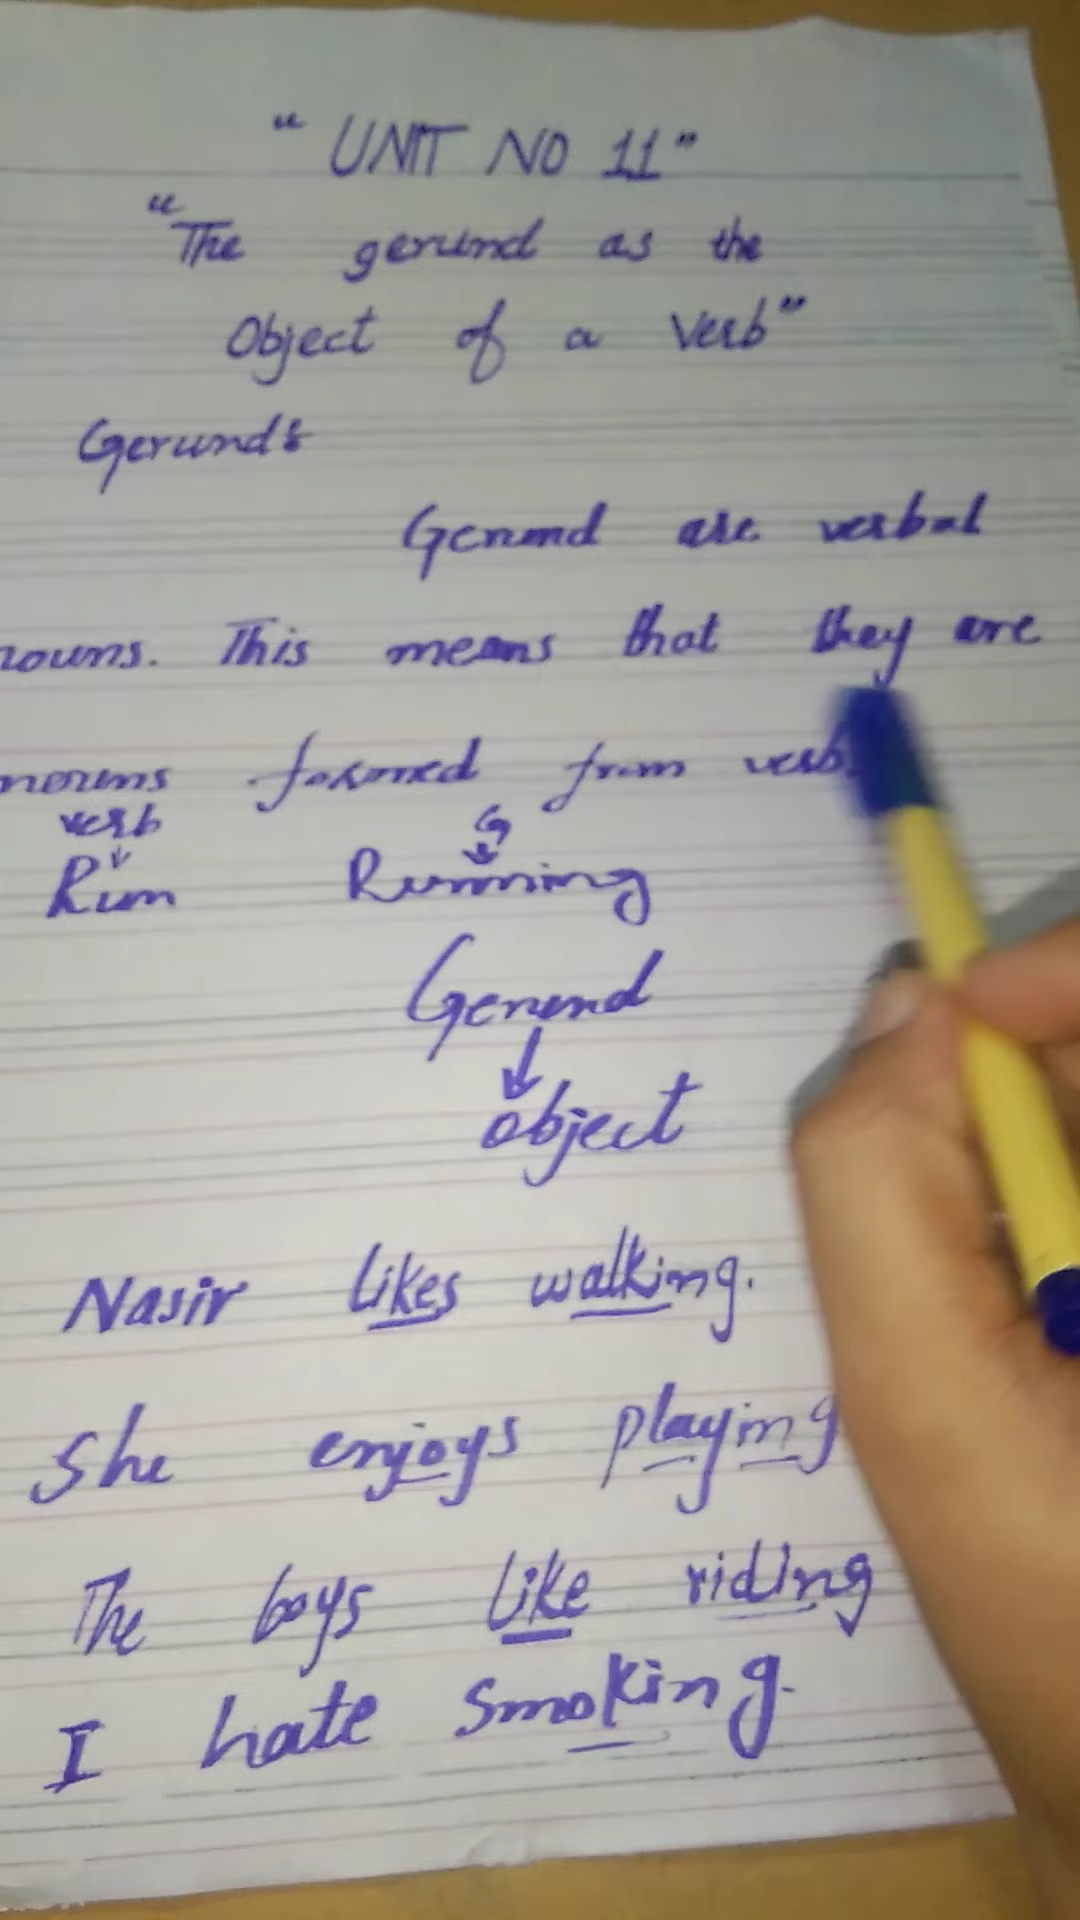 “ UNIT NO 11 ”
“The gerund as the
Object of a Verb”
Gerund:
Gerund are verbal
nouns. This means that they are
nouns formed from verb.
verb G
Run Running
Gerund
object
Nasir likes walking.
She enjoys playing
The boys like riding
I hate smoking.